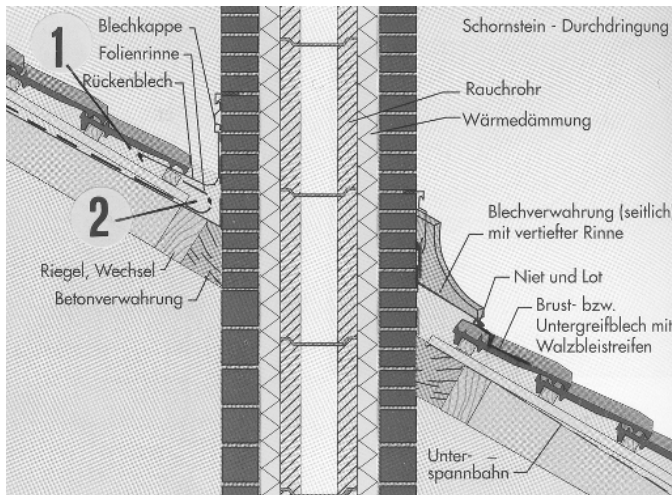 Schornstein - Durchdringung
1
Blechkappe
Folienrinne
Rückenblech
2
Riegel, Wechsel
Betonverwahrung
Rauchrohr
Wärmedämmung
Blechverwahrung (seitlich)
mit vertiefter Rinne
Niet und Lot
Brust- bzw.
Untergreifblech mit
Walzbleistreifen
Unter-
spannbahn